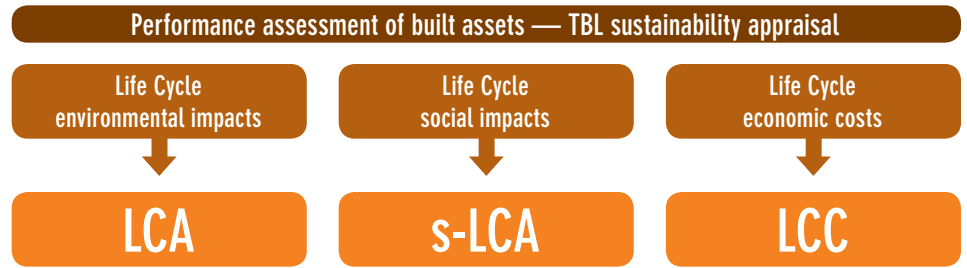 Performance assessment of built assets — TBL sustainability appraisal
Life Cycle
environmental impacts
Life Cycle
social impacts
Life Cycle
economic costs
LCA
s-LCA
LCC